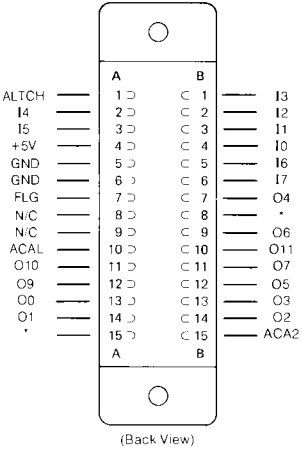 A B
ALTCH 1 1 I3
I4 2 2 I2
I5 3 3 I1
+5V 4 4 I0
GND 5 5 I6
GND 6 6 I7
FLG 7 7 O4
N/C 8 8 *
N/C 9 9 O6
ACAL 10 10 O11
O10 11 11 O7
O9 12 12 O5
O0 13 13 O3
O1 14 14 O2
* 15 15 ACA2
A B
(Back View)